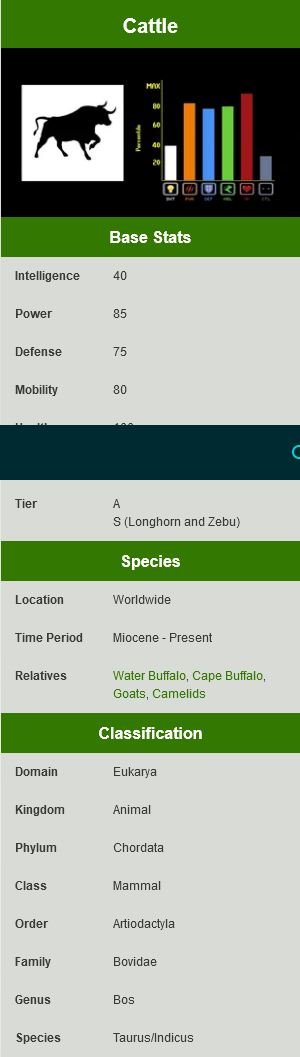 Cattle
MAX
80
60
40
20
Percentile
INT PWR DEF MBL HP STL
Base Stats
Intelligence 40
Power 85
Defense 75
Mobility 80
Tier A
S (Longhorn and Zebu)
Species
Location Worldwide
Time Period Miocene - Present
Relatives Water Buffalo, Cape Buffalo,
Goats, Camelids
Classification
Domain Eukarya
Kingdom Animal
Phylum Chordata
Class Mammal
Order Artiodactyla
Family Bovidae
Genus Bos
Species Taurus/Indicus